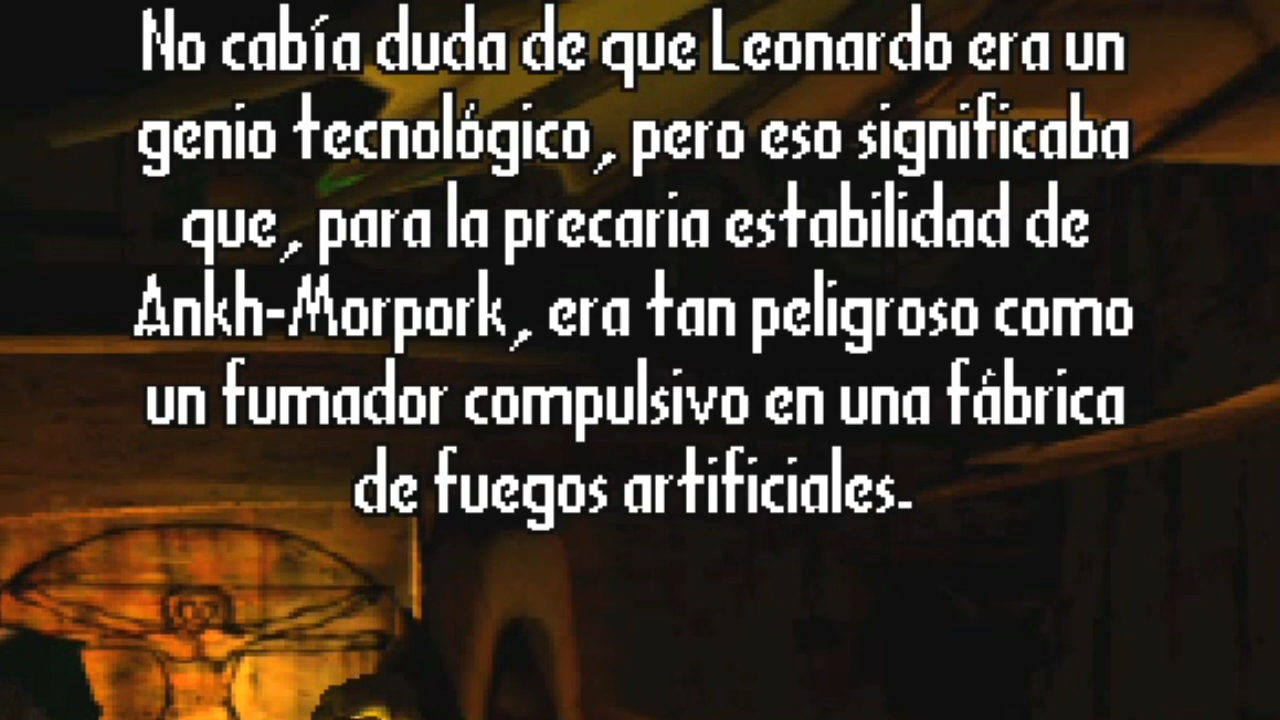 No cabía duda de que Leonardo era un
genio tecnológico, pero eso significaba
que, para la precaria estabilidad de
Ankh-Morpork, era tan peligroso como
un fumador compulsivo en una fábrica
de fuegos artificiales.